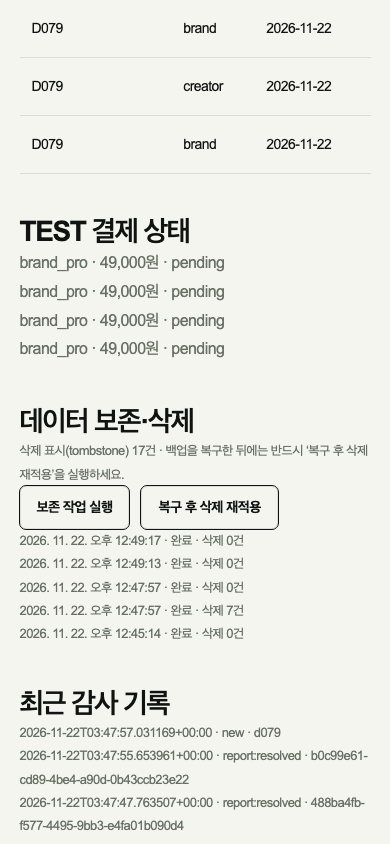 D079 brand 2026-11-22
D079 creator 2026-11-22
D079 brand 2026-11-22
TEST 결제 상태
brand_pro · 49,000원 · pending
brand_pro · 49,000원 · pending
brand_pro · 49,000원 · pending
brand_pro · 49,000원 · pending
데이터 보존·삭제
삭제 표시(tombstone) 17건 · 백업을 복구한 뒤에는 반드시 '복구 후 삭제
재적용'을 실행하세요.
보존 작업 실행 복구 후 삭제 재적용
2026. 11. 22. 오후 12:49:17 · 완료 · 삭제 0건
2026. 11. 22. 오후 12:49:13 · 완료 · 삭제 0건
2026. 11. 22. 오후 12:47:57 · 완료 · 삭제 0건
2026. 11. 22. 오후 12:47:57 · 완료 · 삭제 7건
2026. 11. 22. 오후 12:45:14 · 완료 · 삭제 0건
최근 감사 기록
2026-11-22T03:47:57.031169+00:00 · new · d079
2026-11-22T03:47:55.653961+00:00 · report:resolved · b0c99e61-
cd89-4be4-a90d-0b43ccb23e22
2026-11-22T03:47:47.763507+00:00 · report:resolved · 488ba4fb-
f577-4495-9bb3-e4fa01b090d4